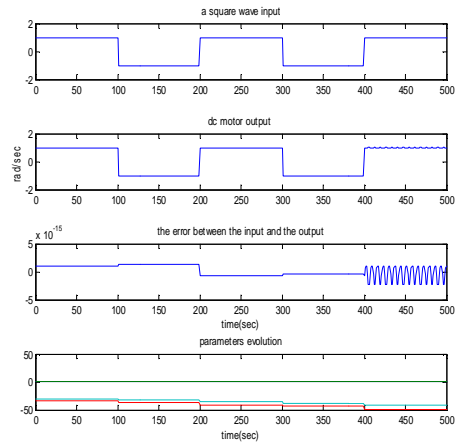 a square wave input
2
0
-2
0 50 100 150 200 250 300 350 400 450 500
dc motor output
2
0
-2
rad/sec
0 50 100 150 200 250 300 350 400 450 500
the error between the input and the output
x 10^-15
5
0
-5
0 50 100 150 200 250 300 350 400 450 500
time(sec)
parameters evolution
50
0
-50
0 50 100 150 200 250 300 350 400 450 500
time(sec)